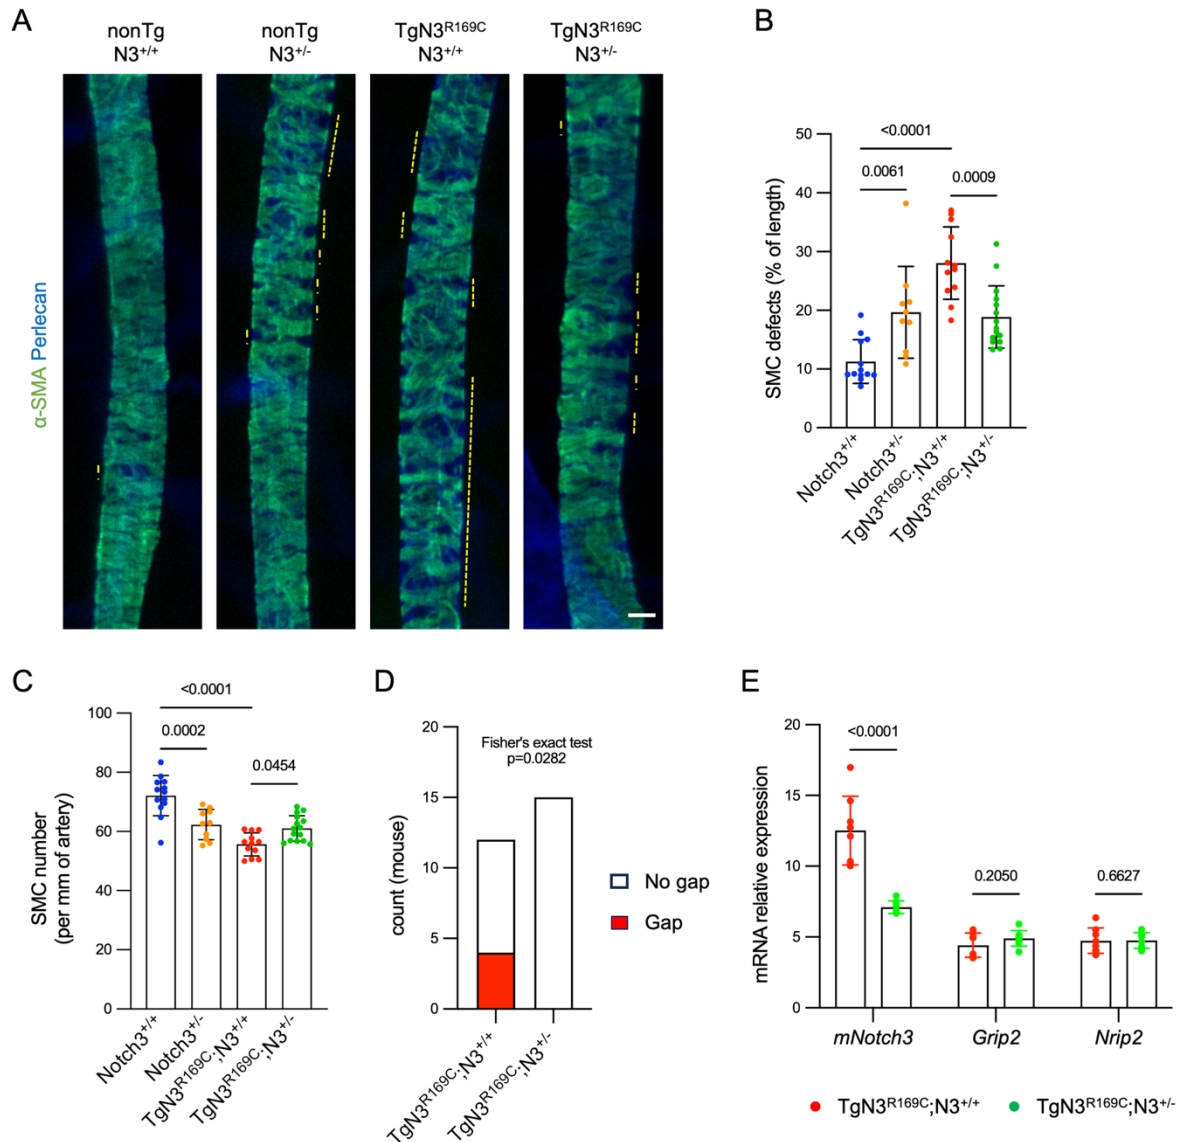 A
nonTg
N3+/+
nonTg
N3+/-
TgN3R169C
N3+/+
TgN3R169C
N3+/-
α-SMA Perlecan
B
SMC defects (% of length)
50
40
30
20
10
0
<0.0001
0.0061
0.0009
Notch3+/+
Notch3+/-
TgN3R169C;N3+/+
TgN3R169C;N3+/-
C
SMC number
(per mm of artery)
100
80
60
40
20
0
<0.0001
0.0002
0.0454
Notch3+/+
Notch3+/-
TgN3R169C;N3+/+
TgN3R169C;N3+/-
D
count (mouse)
20
15
10
5
0
Fisher's exact test
p=0.0282
TgN3R169C;N3+/+
TgN3R169C;N3+/-
No gap
Gap
E
mRNA relative expression
20
15
10
5
0
<0.0001
0.2050
0.6627
mNotch3
Grip2
Nrip2
TgN3R169C;N3+/+
TgN3R169C;N3+/-